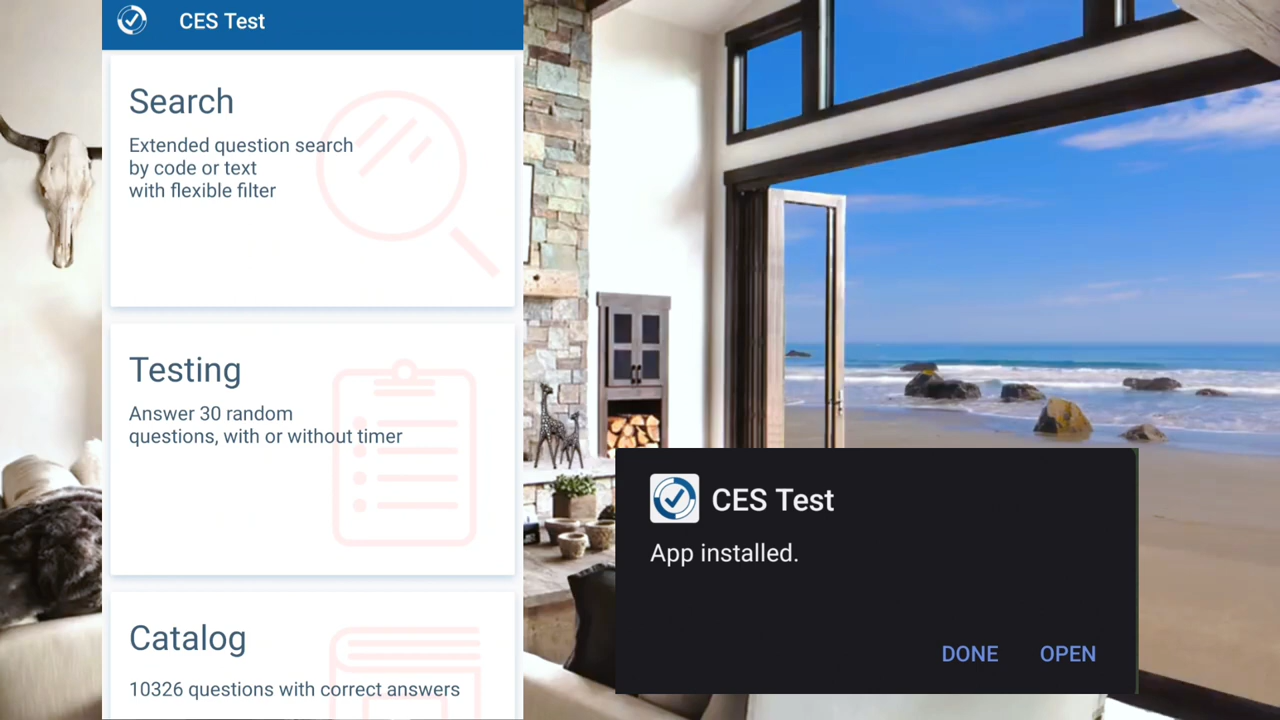 CES Test
Search
Extended question search
by code or text
with flexible filter
Testing
Answer 30 random
questions, with or without timer
Catalog
10326 questions with correct answers
CES Test
App installed.
DONE
OPEN